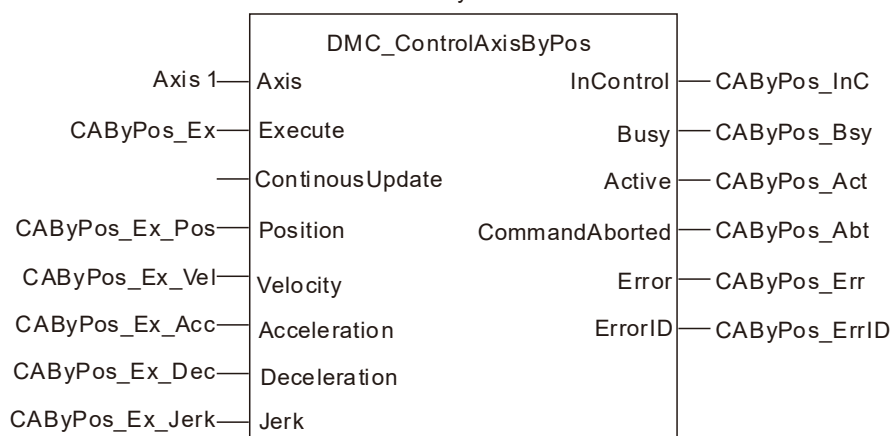 DMC_ControlAxisByPos
Axis 1 Axis InControl CAByPos_InC
CAByPos_Ex Execute Busy CAByPos_Bsy
ContinousUpdate Active CAByPos_Act
CAByPos_Ex_Pos Position CommandAborted CAByPos_Abt
CAByPos_Ex_Vel Velocity Error CAByPos_Err
CAByPos_Ex_Acc Acceleration ErrorID CAByPos_ErrID
CAByPos_Ex_Dec Deceleration
CAByPos_Ex_Jerk Jerk